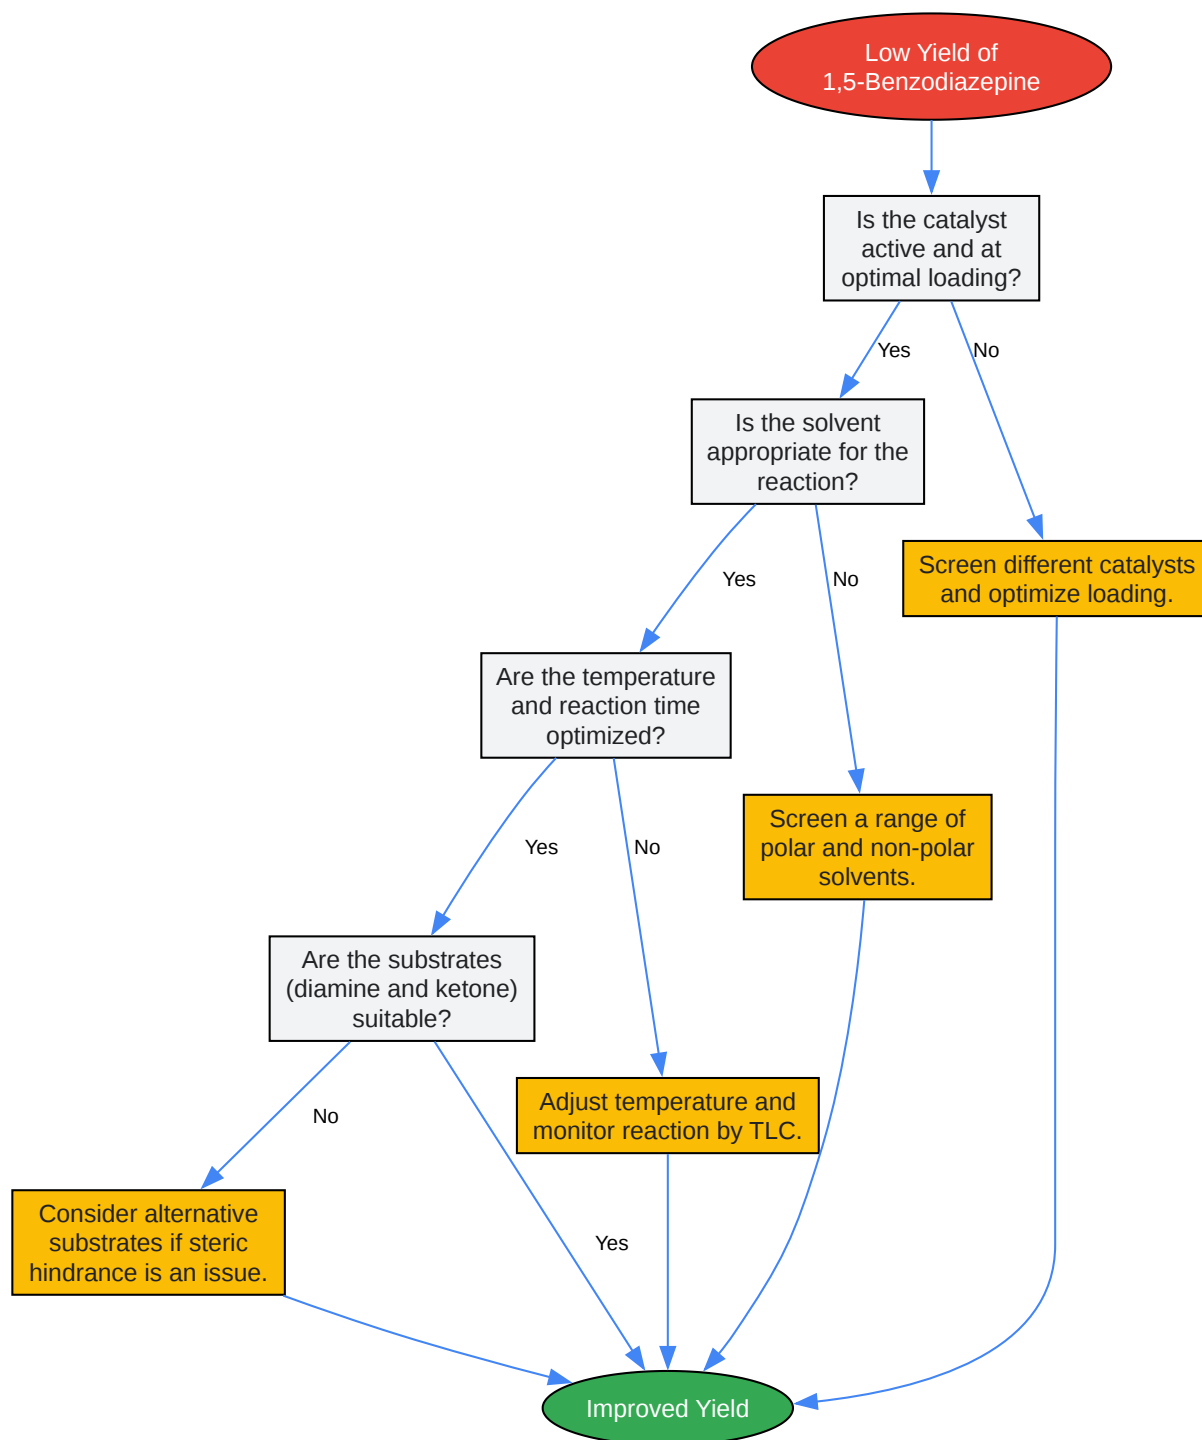 Low Yield of
1,5-Benzodiazepine
Is the catalyst
active and at
optimal loading?
Yes
No
Is the solvent
appropriate for the
reaction?
Screen different catalysts
and optimize loading.
Yes
No
Are the temperature
and reaction time
optimized?
Screen a range of
polar and non-polar
solvents.
Yes
No
Are the substrates
(diamine and ketone)
suitable?
Adjust temperature and
monitor reaction by TLC.
No
Yes
Consider alternative
substrates if steric
hindrance is an issue.
Improved Yield